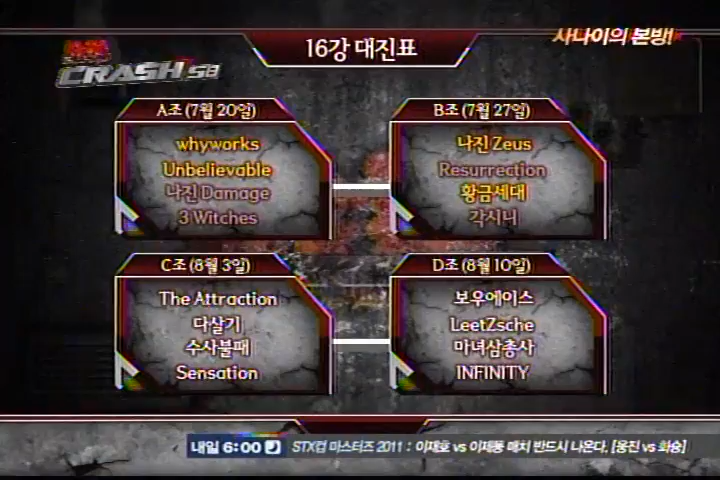 16강 대진표
사나이의 본방!
CRASH S8
A조 (7월 20일)
whyworks
Unbelievable
나진 Damage
3 Witches
B조 (7월 27일)
나진 Zeus
Resurrection
황금세대
각시니
C조 (8월 3일)
The Attraction
다살기
수사불패
Sensation
D조 (8월 10일)
보우에이스
LeetZsche
마녀삼총사
INFINITY
내일 6:00
STX컵 마스터즈 2011 : 이재호 vs 이제동 매치 반드시 나온다. [웅진 vs 화승]